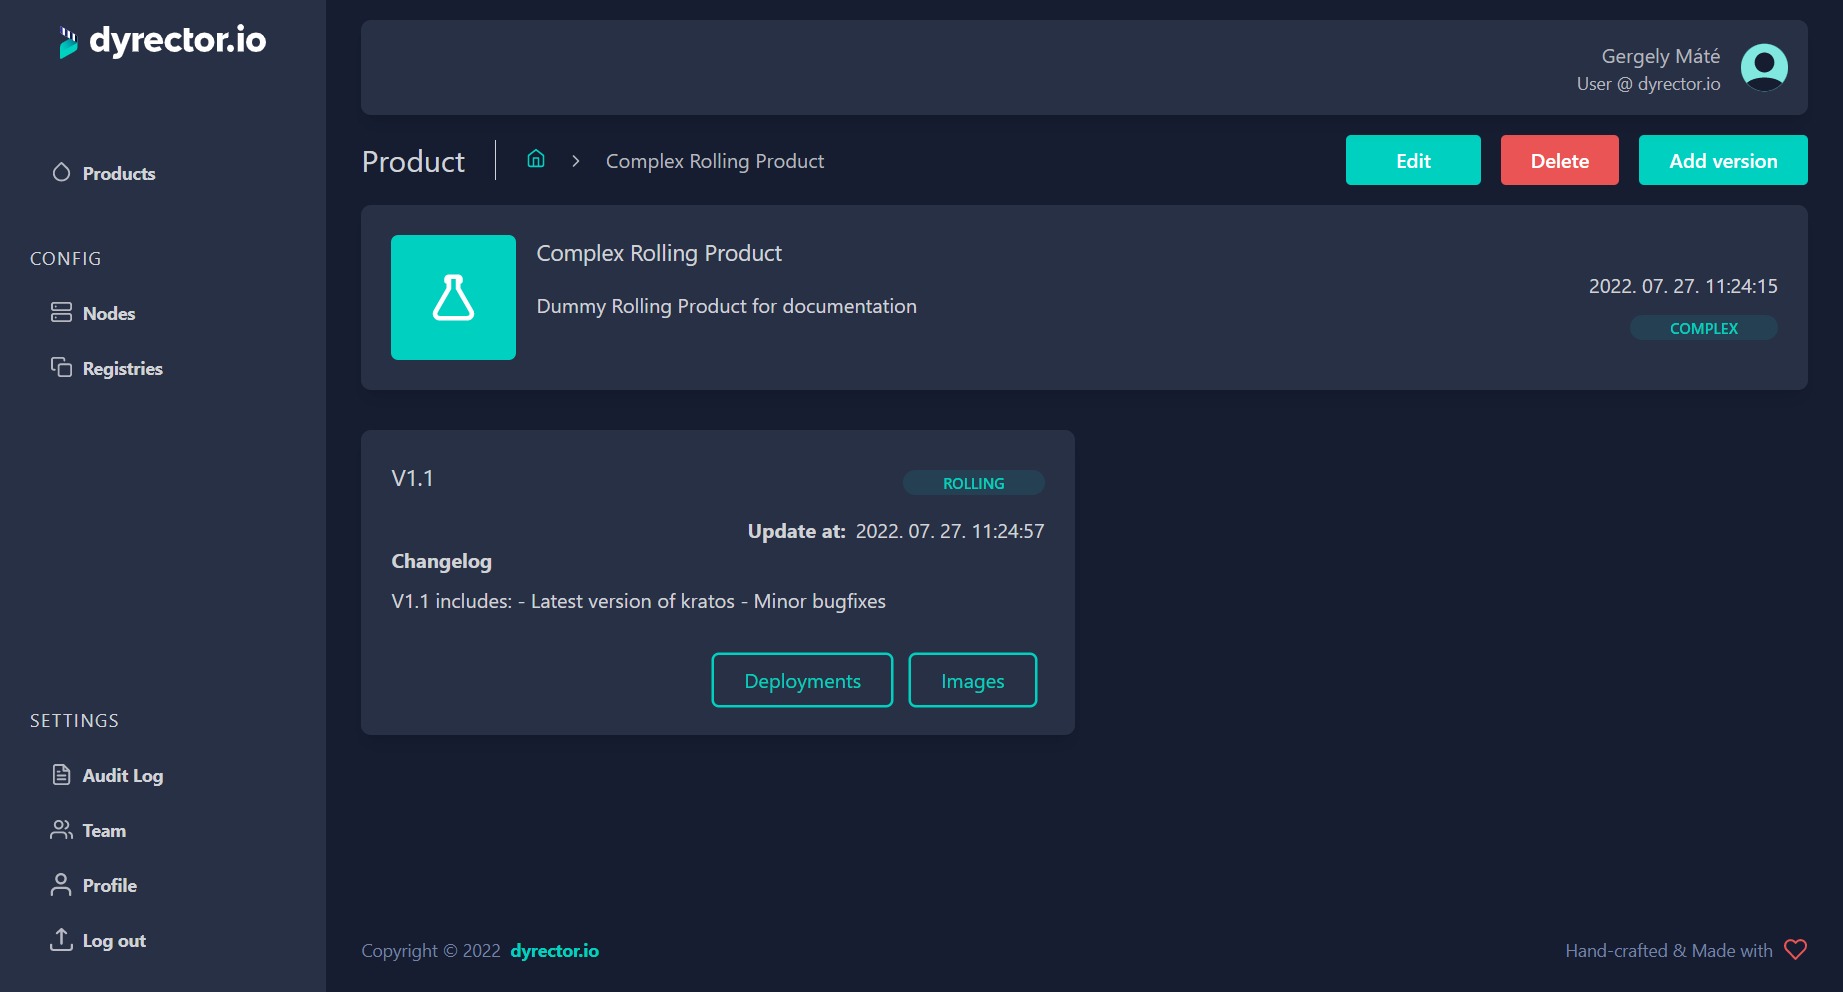 dyrector.io
Products
CONFIG
Nodes
Registries
SETTINGS
Audit Log
Team
Profile
Log out
Gergely Máté
User @ dyrector.io
Product
Complex Rolling Product
Edit
Delete
Add version
Complex Rolling Product
Dummy Rolling Product for documentation
2022. 07. 27. 11:24:15
COMPLEX
V1.1
ROLLING
Update at: 2022. 07. 27. 11:24:57
Changelog
V1.1 includes: - Latest version of kratos - Minor bugfixes
Deployments
Images
Copyright © 2022 dyrector.io
Hand-crafted & Made with